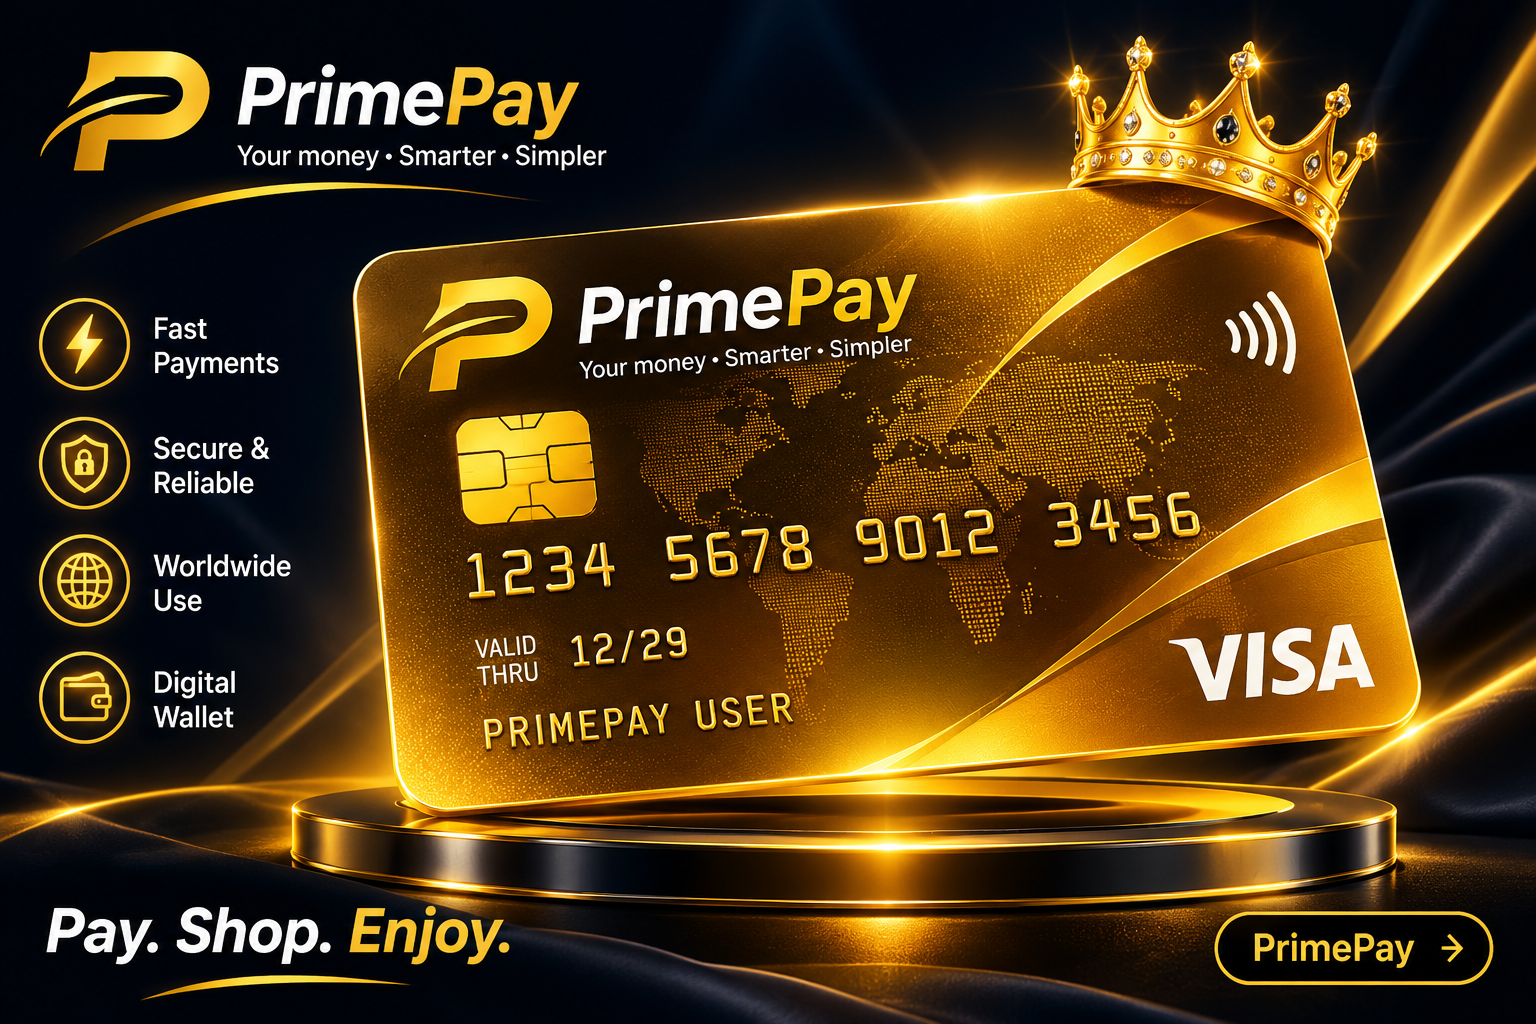 PrimePay
Your money • Smarter • Simpler
Fast
Payments
Secure &
Reliable
Worldwide
Use
Digital
Wallet
PrimePay
Your money • Smarter • Simpler
1234 5678 9012 3456
VALID
THRU
12/29
PRIMEPAY USER
VISA
Pay. Shop. Enjoy.
PrimePay →